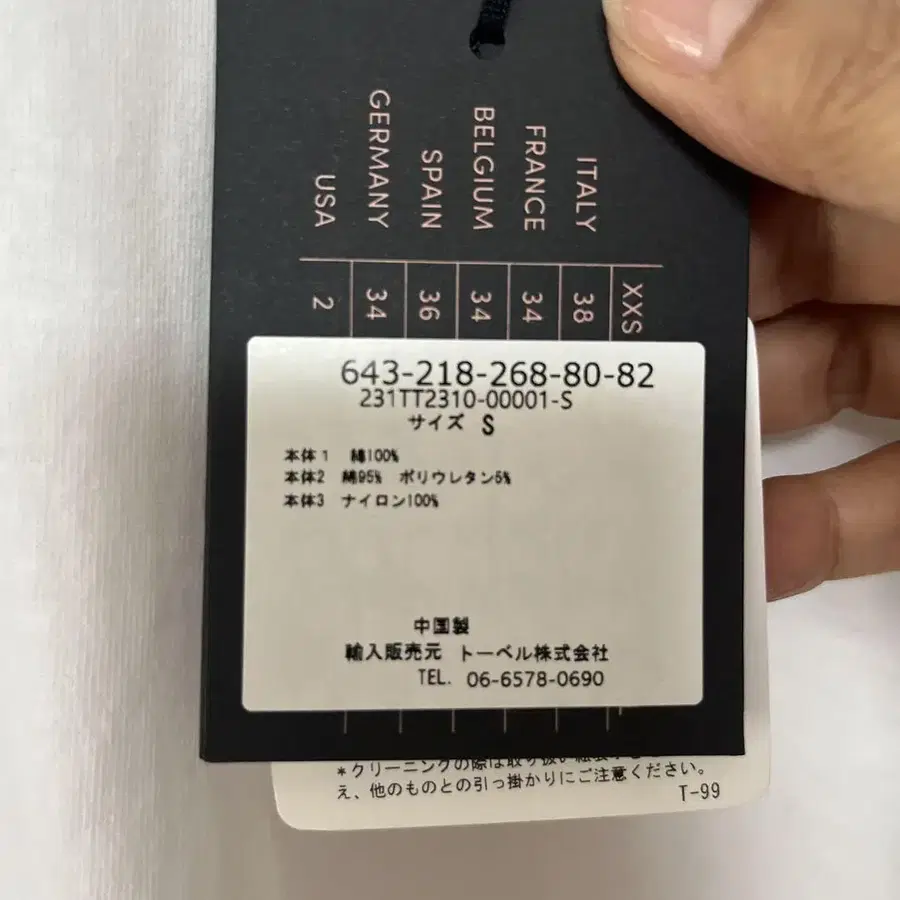 USA
GERMANY
SPAIN
BELGIUM
FRANCE
ITALY
2
34
36
34
34
38
XXS
643-218-268-80-82
231TT2310-00001-S
サイズ S
本体1 綿100%
本体2 綿95% ポリウレタン5%
本体3 ナイロン100%
中国製
輸入販売元 トーベル株式会社
TEL. 06-6578-0690
*クリーニングの際は取り扱い絵表
え、他のものとの引っ掛かりにご注意ください。
T-99